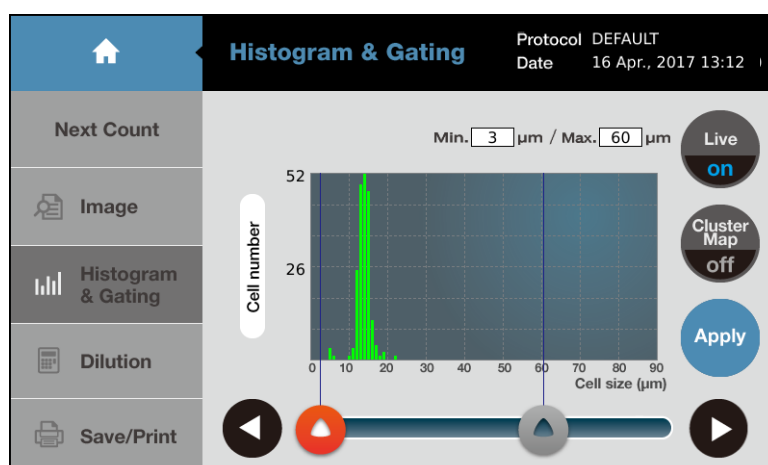 Histogram & Gating
Protocol DEFAULT
Date 16 Apr., 2017 13:12
Next Count
Image
Histogram
& Gating
Dilution
Save/Print
Min. 3 µm / Max. 60 µm
52
26
Cell number
0 10 20 30 40 50 60 70 80 90
Cell size (µm)
Live
on
Cluster
Map
off
Apply